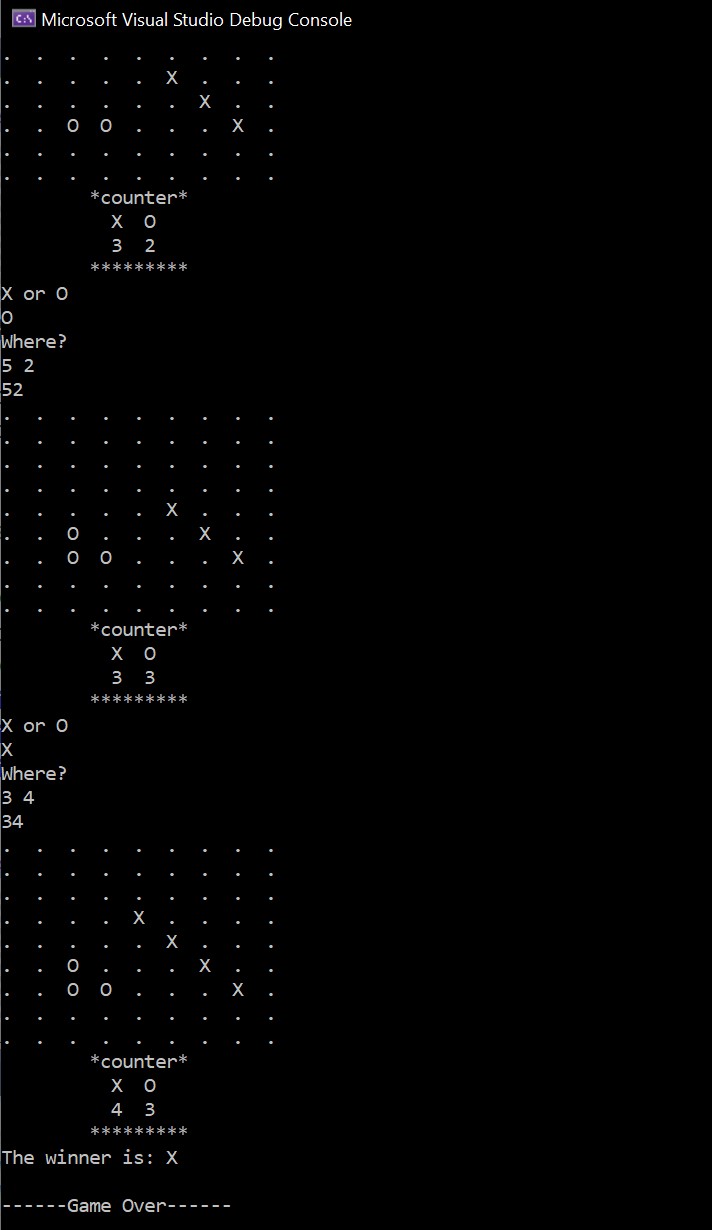 Microsoft Visual Studio Debug Console
. . . . . . . . .
. . . . . X . . .
. . . . . . X . .
. . O O . . . X .
. . . . . . . . .
. . . . . . . . .
*counter*
X O
3 2
*********
X or O
O
Where?
5 2
52
. . . . . . . . .
. . . . . . . . .
. . . . . . . . .
. . . . . . . . .
. . . . . X . . .
. . O . . . X . .
. . O O . . . X .
. . . . . . . . .
. . . . . . . . .
*counter*
X O
3 3
*********
X or O
X
Where?
3 4
34
. . . . . . . . .
. . . . . . . . .
. . . . . . . . .
. . . . X . . . .
. . . . . X . . .
. . O . . . X . .
. . O O . . . X .
. . . . . . . . .
. . . . . . . . .
*counter*
X O
4 3
*********
The winner is: X
------Game Over------